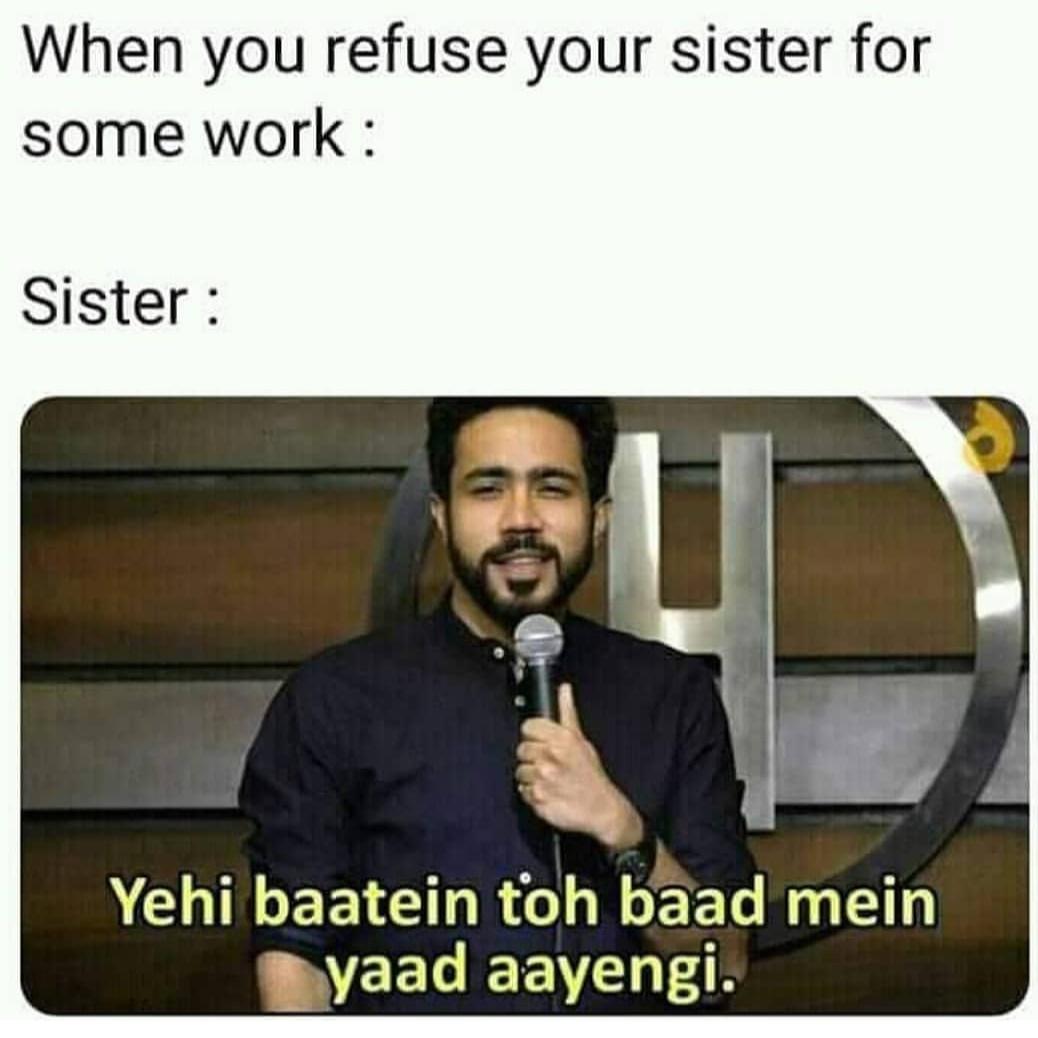 When you refuse your sister for
some work :
Sister :
H
Yehi baatein toh baad mein
yaad aayengi.